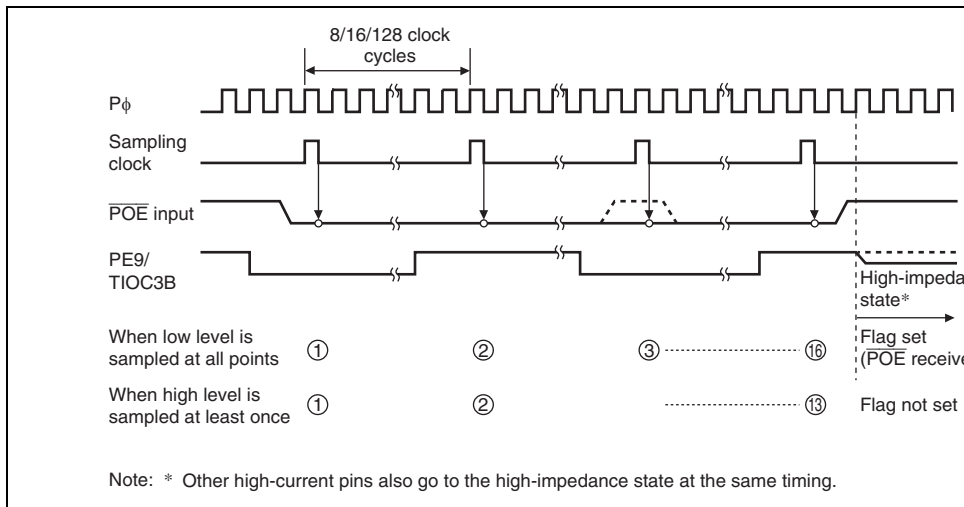 8/16/128 clock
cycles
Pϕ
Sampling
clock
POE input
PE9/
TIOC3B
High-impeda
state*
When low level is
sampled at all points
① ② ③ ⑯
Flag set
(POE receive
When high level is
sampled at least once
① ② ⑬
Flag not set
Note: * Other high-current pins also go to the high-impedance state at the same timing.